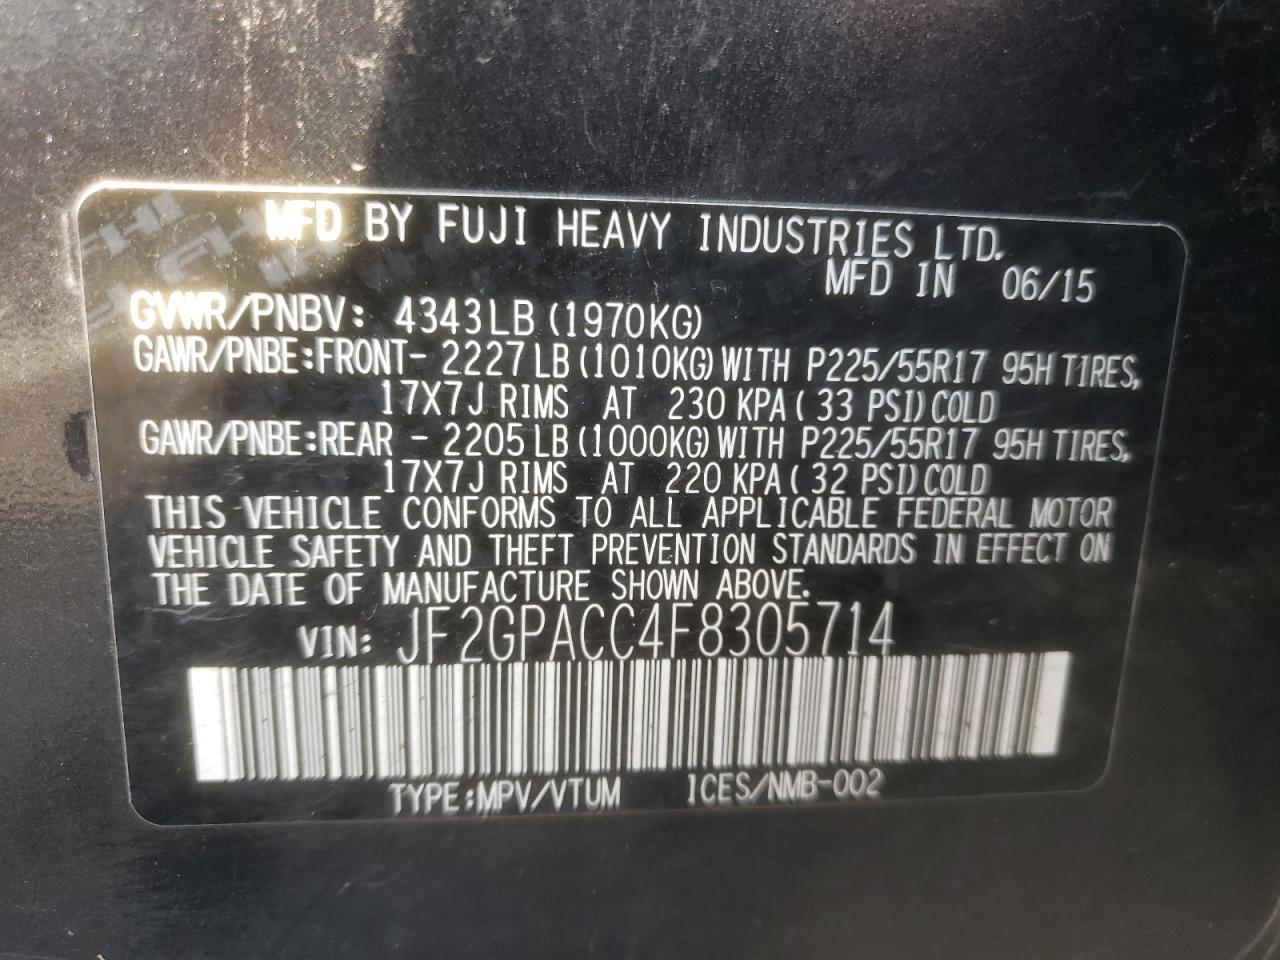 MFD BY FUJI HEAVY INDUSTRIES LTD.
MFD IN 06/15
GVWR/PNBV: 4343LB (1970KG)
GAWR/PNBE:FRONT- 2227LB (1010KG) WITH P225/55R17 95H TIRES,
17X7J RIMS AT 230 KPA ( 33 PSI) COLD
GAWR/PNBE:REAR - 2205LB (1000KG) WITH P225/55R17 95H TIRES,
17X7J RIMS AT 220 KPA ( 32 PSI) COLD
THIS VEHICLE CONFORMS TO ALL APPLICABLE FEDERAL MOTOR
VEHICLE SAFETY AND THEFT PREVENTION STANDARDS IN EFFECT ON
THE DATE OF MANUFACTURE SHOWN ABOVE.
VIN: JF2GPACC4F8305714
TYPE:MPV/VTUM ICES/NMB-002